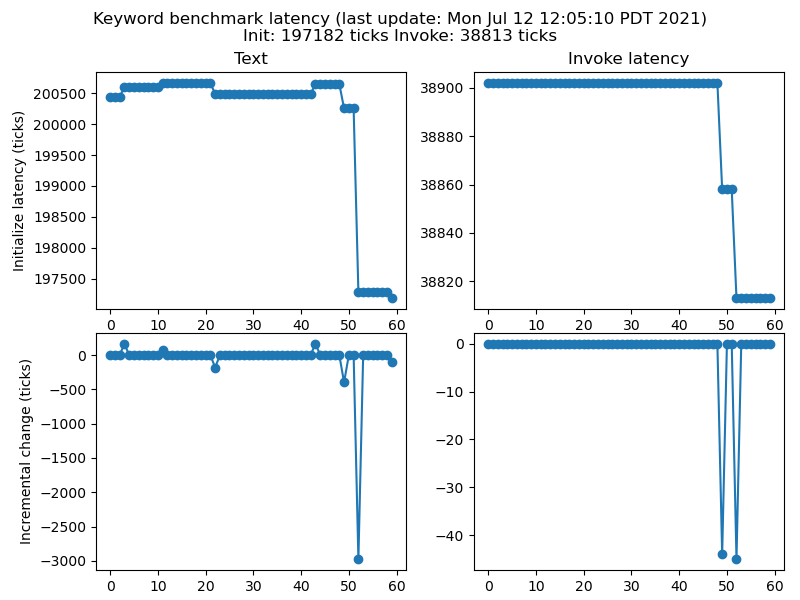 Keyword benchmark latency (last update: Mon Jul 12 12:05:10 PDT 2021)
Init: 197182 ticks Invoke: 38813 ticks
Text
Invoke latency
Initialize latency (ticks)
200500
200000
199500
199000
198500
198000
197500
0 10 20 30 40 50 60
38900
38880
38860
38840
38820
0 10 20 30 40 50 60
Incremental change (ticks)
0
−500
−1000
−1500
−2000
−2500
−3000
0 10 20 30 40 50 60
0
−10
−20
−30
−40
0 10 20 30 40 50 60